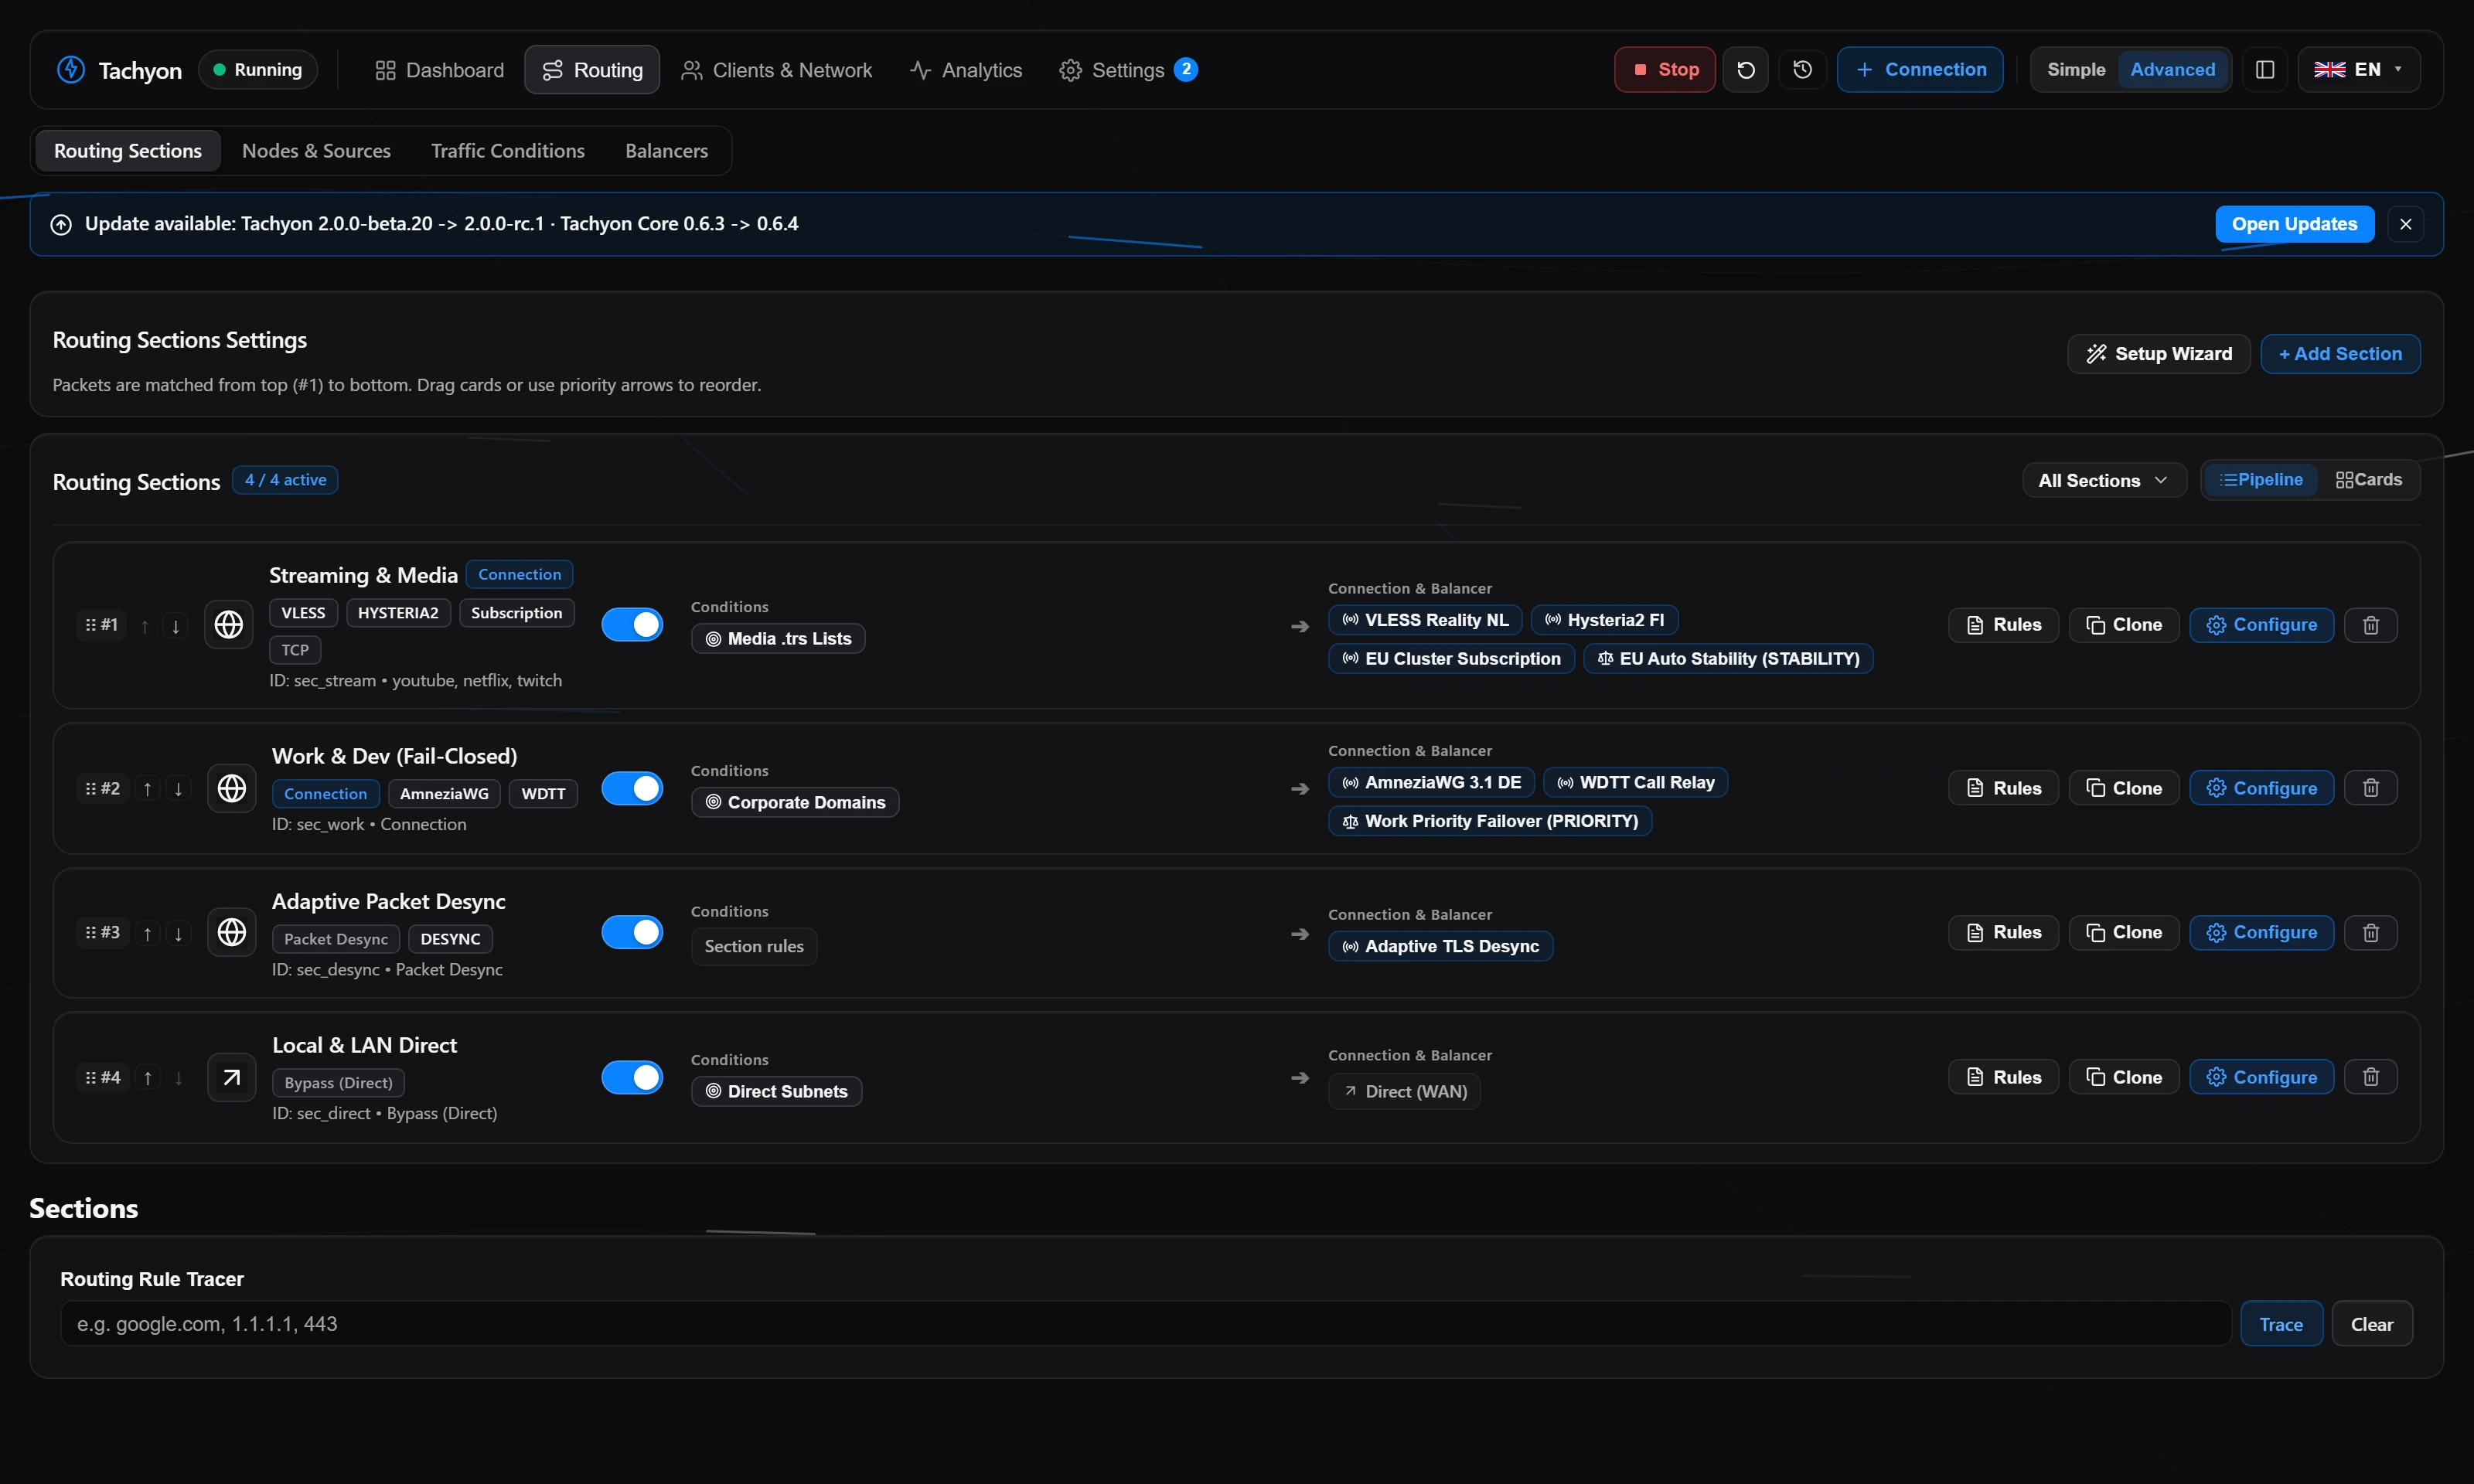 Tachyon Running Dashboard Routing Clients & Network Analytics Settings 2 Stop + Connection Simple Advanced EN
Routing Sections Nodes & Sources Traffic Conditions Balancers
Update available: Tachyon 2.0.0-beta.20 -> 2.0.0-rc.1 · Tachyon Core 0.6.3 -> 0.6.4 Open Updates
Routing Sections Settings
Packets are matched from top (#1) to bottom. Drag cards or use priority arrows to reorder.
Setup Wizard + Add Section
Routing Sections 4 / 4 active All Sections Pipeline Cards
#1 ↑ ↓
Streaming & Media Connection
VLESS HYSTERIA2 Subscription
TCP
ID: sec_stream • youtube, netflix, twitch
Conditions
Media .trs Lists
Connection & Balancer
VLESS Reality NL Hysteria2 FI
EU Cluster Subscription EU Auto Stability (STABILITY)
Rules Clone Configure
#2 ↑ ↓
Work & Dev (Fail-Closed)
Connection AmneziaWG WDTT
ID: sec_work • Connection
Conditions
Corporate Domains
Connection & Balancer
AmneziaWG 3.1 DE WDTT Call Relay
Work Priority Failover (PRIORITY)
Rules Clone Configure
#3 ↑ ↓
Adaptive Packet Desync
Packet Desync DESYNC
ID: sec_desync • Packet Desync
Conditions
Section rules
Connection & Balancer
Adaptive TLS Desync
Rules Clone Configure
#4 ↑ ↓
Local & LAN Direct
Bypass (Direct)
ID: sec_direct • Bypass (Direct)
Conditions
Direct Subnets
Connection & Balancer
Direct (WAN)
Rules Clone Configure
Sections
Routing Rule Tracer
e.g. google.com, 1.1.1.1, 443 Trace Clear